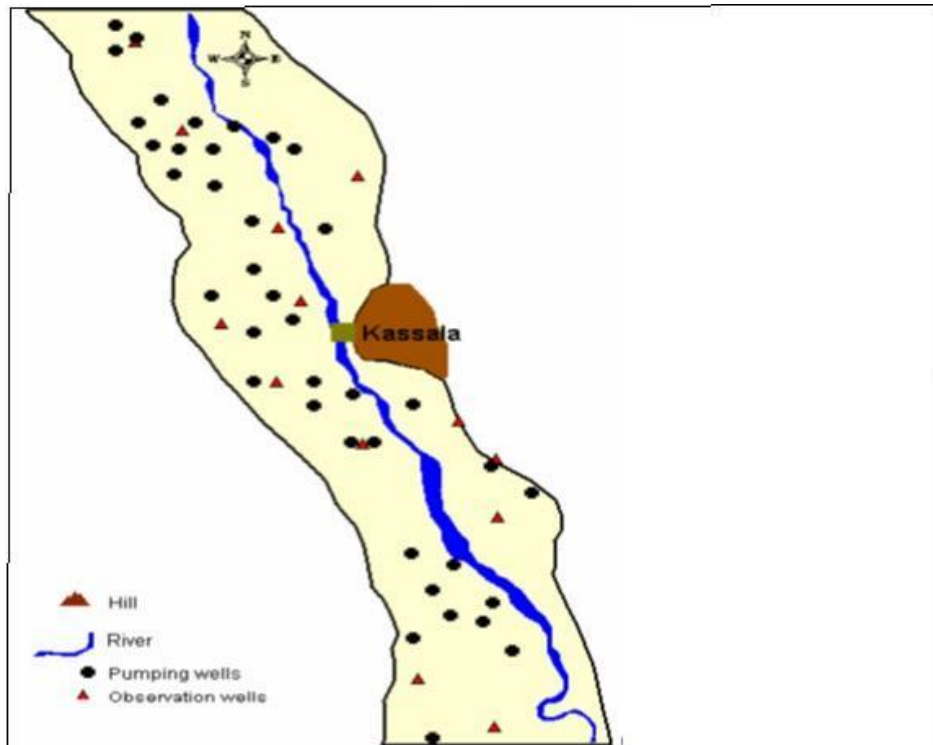 N
W E
S
Kassala
Hill
River
Pumping wells
Observation wells